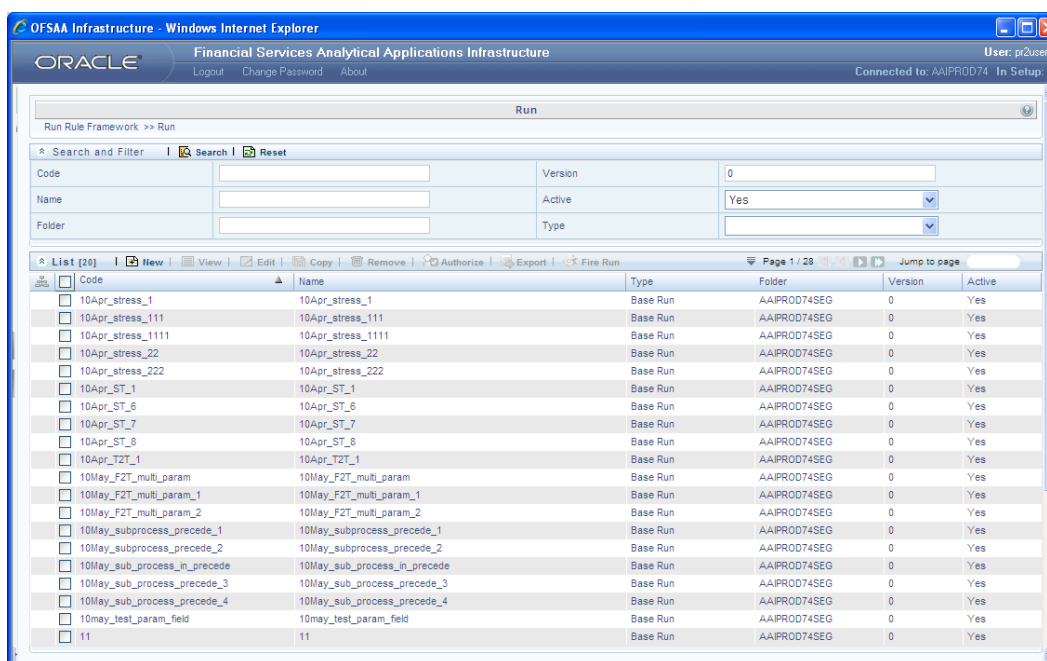 OFSAA Infrastructure - Windows Internet Explorer
ORACLE Financial Services Analytical Applications Infrastructure User: pr2user
Logout Change Password About Connected to: AAIPROD74 In Setup:
Run
Run Rule Framework >> Run
Search and Filter | Search | Reset
Code Version 0
Name Active Yes
Folder Type
List [20] | New | View | Edit | Copy | Remove | Authorize | Export | Fire Run Page 1 / 28 Jump to page
Code Name Type Folder Version Active
10Apr_stress_1 10Apr_stress_1 Base Run AAIPROD74SEG 0 Yes
10Apr_stress_111 10Apr_stress_111 Base Run AAIPROD74SEG 0 Yes
10Apr_stress_1111 10Apr_stress_1111 Base Run AAIPROD74SEG 0 Yes
10Apr_stress_22 10Apr_stress_22 Base Run AAIPROD74SEG 0 Yes
10Apr_stress_222 10Apr_stress_222 Base Run AAIPROD74SEG 0 Yes
10Apr_ST_1 10Apr_ST_1 Base Run AAIPROD74SEG 0 Yes
10Apr_ST_6 10Apr_ST_6 Base Run AAIPROD74SEG 0 Yes
10Apr_ST_7 10Apr_ST_7 Base Run AAIPROD74SEG 0 Yes
10Apr_ST_8 10Apr_ST_8 Base Run AAIPROD74SEG 0 Yes
10Apr_T2T_1 10Apr_T2T_1 Base Run AAIPROD74SEG 0 Yes
10May_F2T_multi_param 10May_F2T_multi_param Base Run AAIPROD74SEG 0 Yes
10May_F2T_multi_param_1 10May_F2T_multi_param_1 Base Run AAIPROD74SEG 0 Yes
10May_F2T_multi_param_2 10May_F2T_multi_param_2 Base Run AAIPROD74SEG 0 Yes
10May_subprocess_precede_1 10May_subprocess_precede_1 Base Run AAIPROD74SEG 0 Yes
10May_subprocess_precede_2 10May_subprocess_precede_2 Base Run AAIPROD74SEG 0 Yes
10May_sub_process_in_precede 10May_sub_process_in_precede Base Run AAIPROD74SEG 0 Yes
10May_sub_process_precede_3 10May_sub_process_precede_3 Base Run AAIPROD74SEG 0 Yes
10May_sub_process_precede_4 10May_sub_process_precede_4 Base Run AAIPROD74SEG 0 Yes
10may_test_param_field 10may_test_param_field Base Run AAIPROD74SEG 0 Yes
11 11 Base Run AAIPROD74SEG 0 Yes